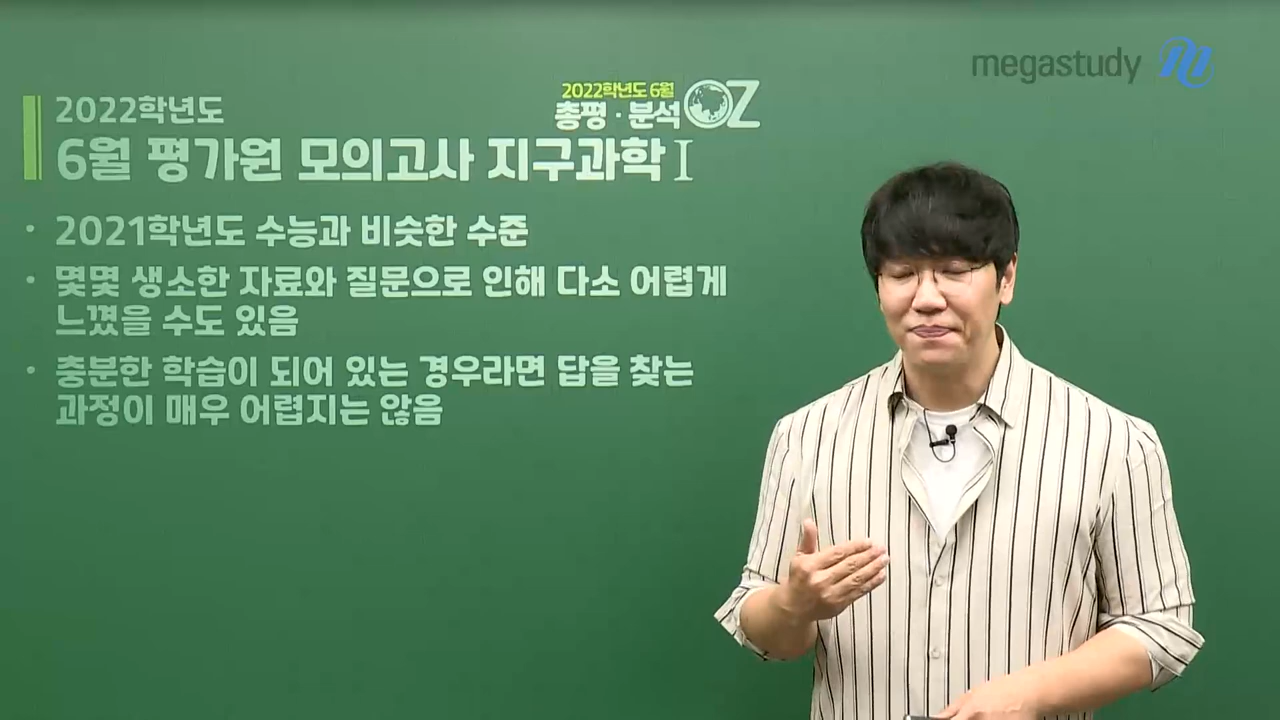 megastudy
2022학년도 6월
총평·분석 OZ
2022학년도
6월 평가원 모의고사 지구과학 I
• 2021학년도 수능과 비슷한 수준
• 몇몇 생소한 자료와 질문으로 인해 다소 어렵게
느꼈을 수도 있음
• 충분한 학습이 되어 있는 경우라면 답을 찾는
과정이 매우 어렵지는 않음